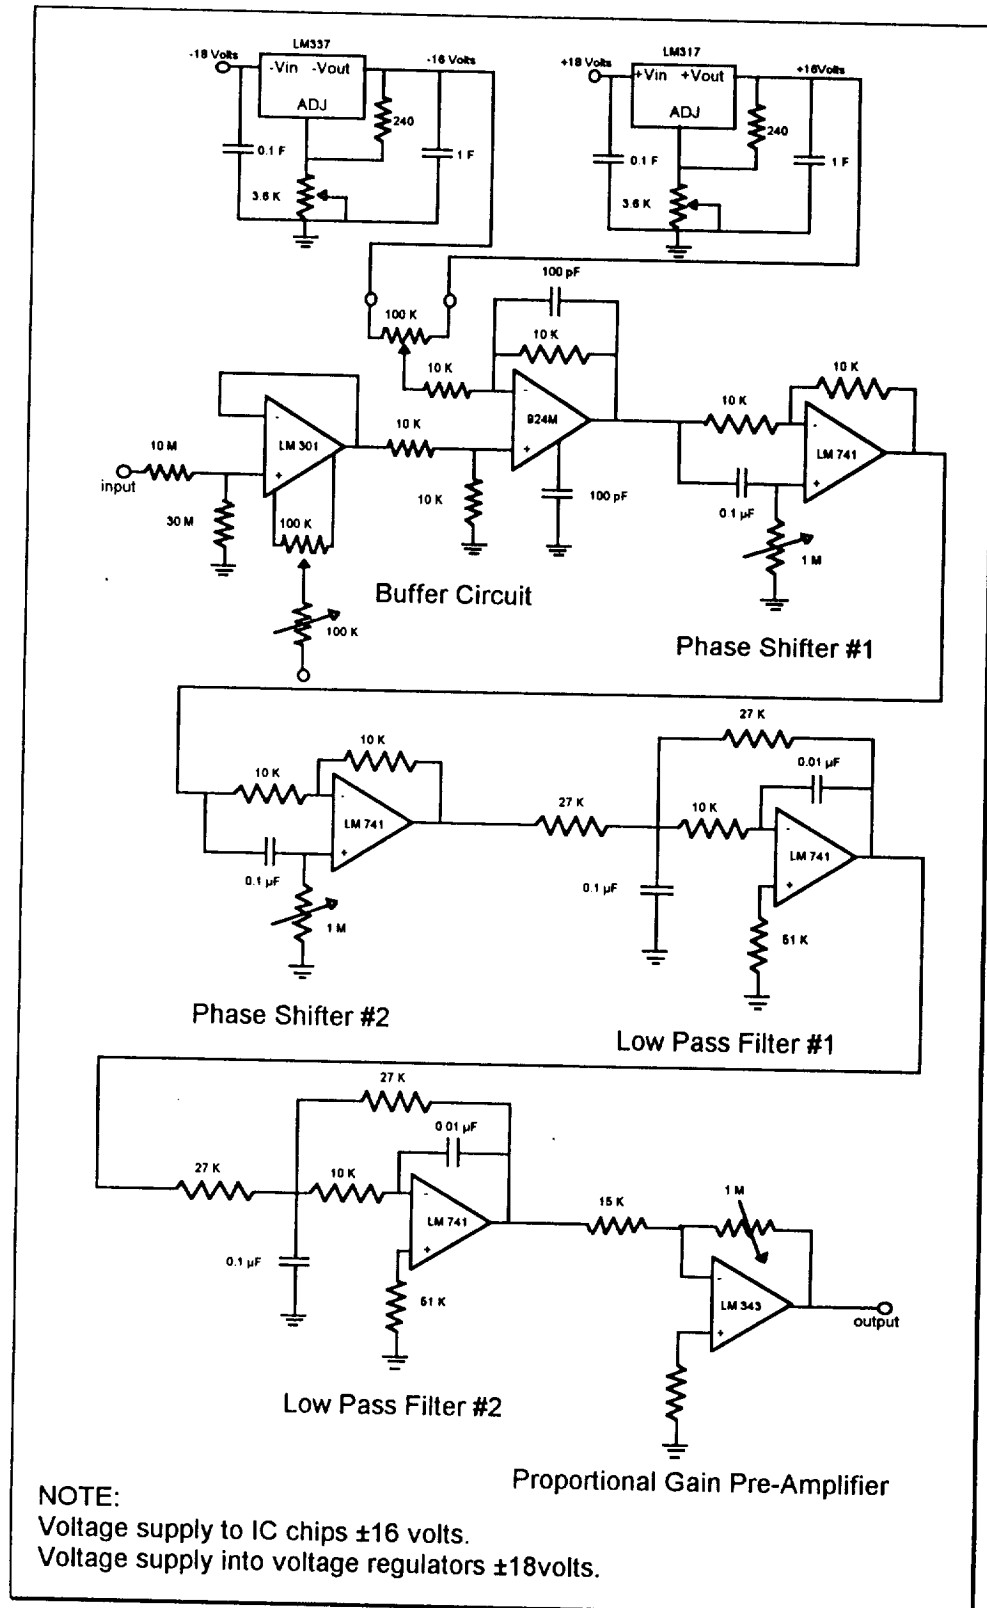 LM337
-18 Volts
-Vin -Vout
-16 Volts
ADJ
240
0.1 F
1 F
3.6 K
LM317
+18 Volts
+Vin +Vout
+16Volts
ADJ
240
0.1 F
1 F
3.6 K
100 pF
100 K
10 K
10 K
-
824M
+
10 K
10 K
100 pF
10 M
input
30 M
-
LM 301
+
100 K
100 K
Buffer Circuit
10 K
10 K
-
LM 741
+
0.1 µF
1 M
Phase Shifter #1
10 K
10 K
-
LM 741
+
0.1 µF
1 M
Phase Shifter #2
27 K
0.01 µF
27 K
10 K
-
LM 741
+
0.1 µF
51 K
Low Pass Filter #1
27 K
0.01 µF
27 K
10 K
-
LM 741
+
0.1 µF
51 K
Low Pass Filter #2
15 K
1 M
-
LM 343
+
output
Proportional Gain Pre-Amplifier
NOTE:
Voltage supply to IC chips ±16 volts.
Voltage supply into voltage regulators ±18volts.